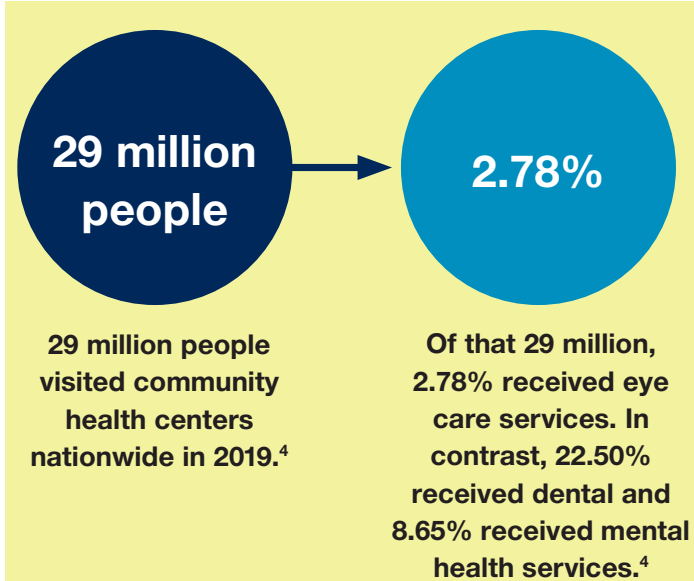 29 million
people
2.78%
29 million people
visited community
health centers
nationwide in 2019.⁴
Of that 29 million,
2.78% received eye
care services. In
contrast, 22.50%
received dental and
8.65% received mental
health services.⁴